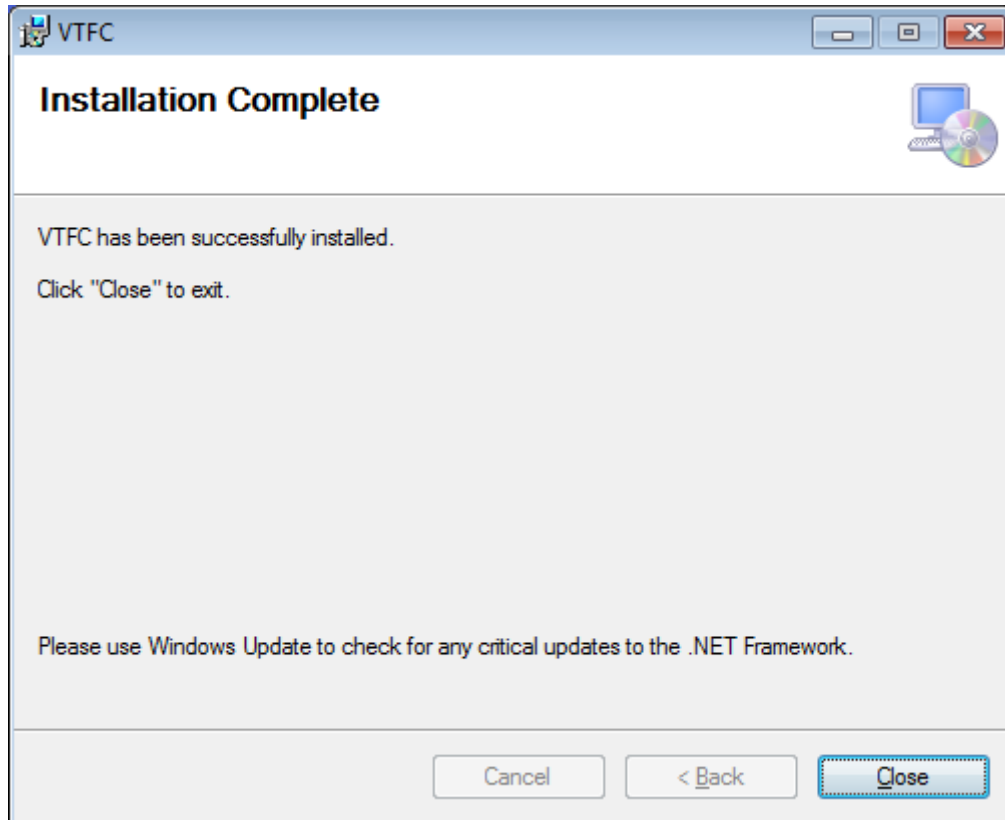 VTFC
Installation Complete
VTFC has been successfully installed.
Click "Close" to exit.
Please use Windows Update to check for any critical updates to the .NET Framework.
Cancel
< Back
Close